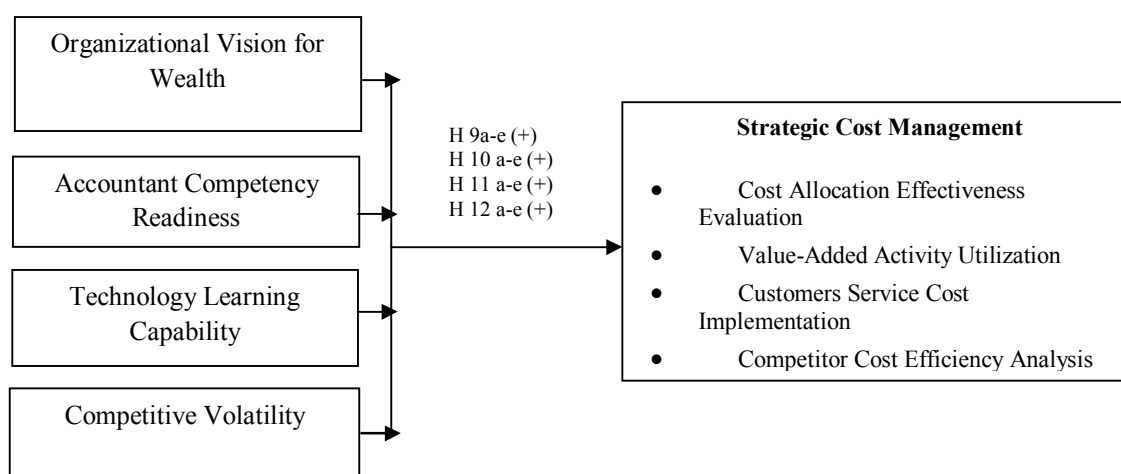 Organizational Vision for
Wealth
Accountant Competency
Readiness
Technology Learning
Capability
Competitive Volatility
H 9a-e (+)
H 10 a-e (+)
H 11 a-e (+)
H 12 a-e (+)
Strategic Cost Management
• Cost Allocation Effectiveness
Evaluation
• Value-Added Activity Utilization
• Customers Service Cost
Implementation
• Competitor Cost Efficiency Analysis